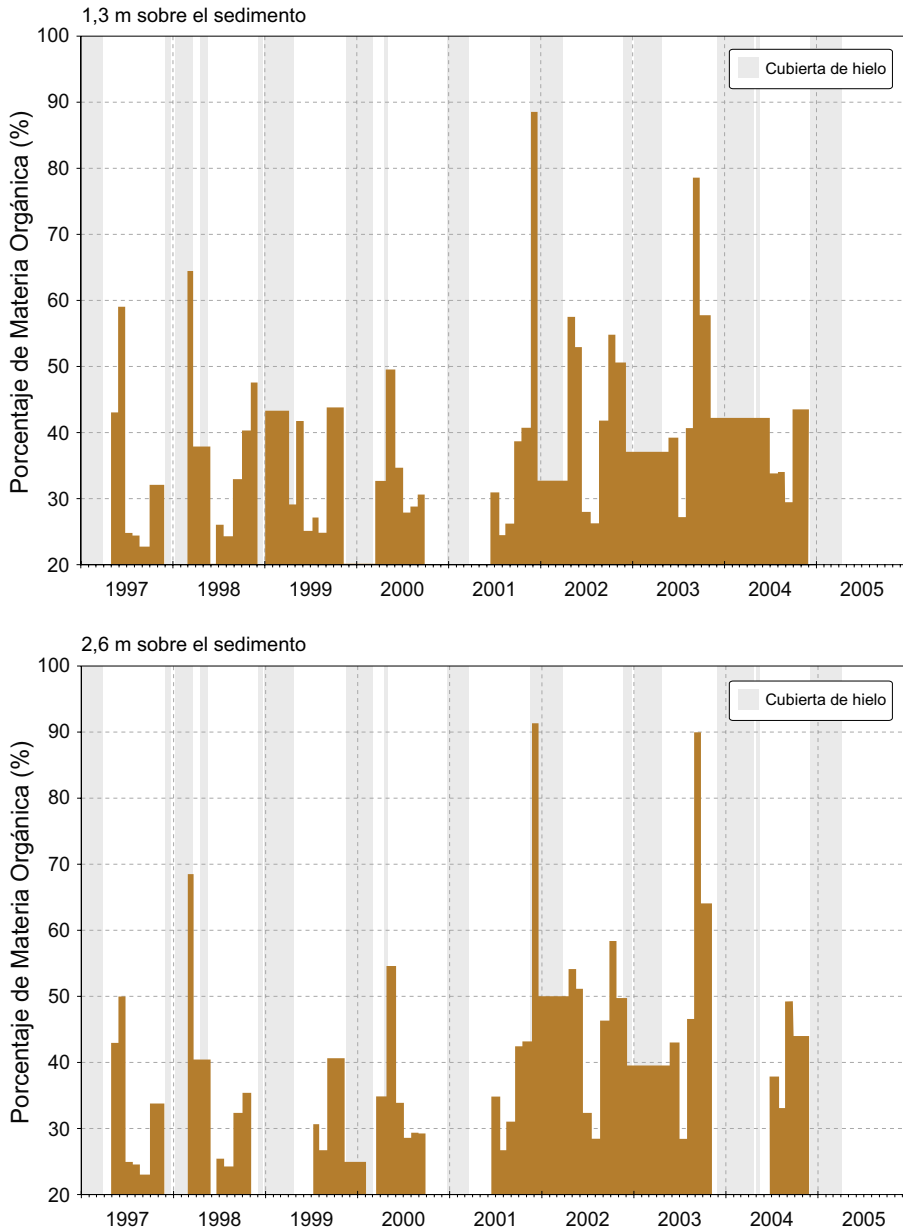 1,3 m sobre el sedimento
Porcentaje de Materia Orgánica (%)
100
90
80
70
60
50
40
30
20
Cubierta de hielo
1997 1998 1999 2000 2001 2002 2003 2004 2005
2,6 m sobre el sedimento
Porcentaje de Materia Orgánica (%)
100
90
80
70
60
50
40
30
20
Cubierta de hielo
1997 1998 1999 2000 2001 2002 2003 2004 2005